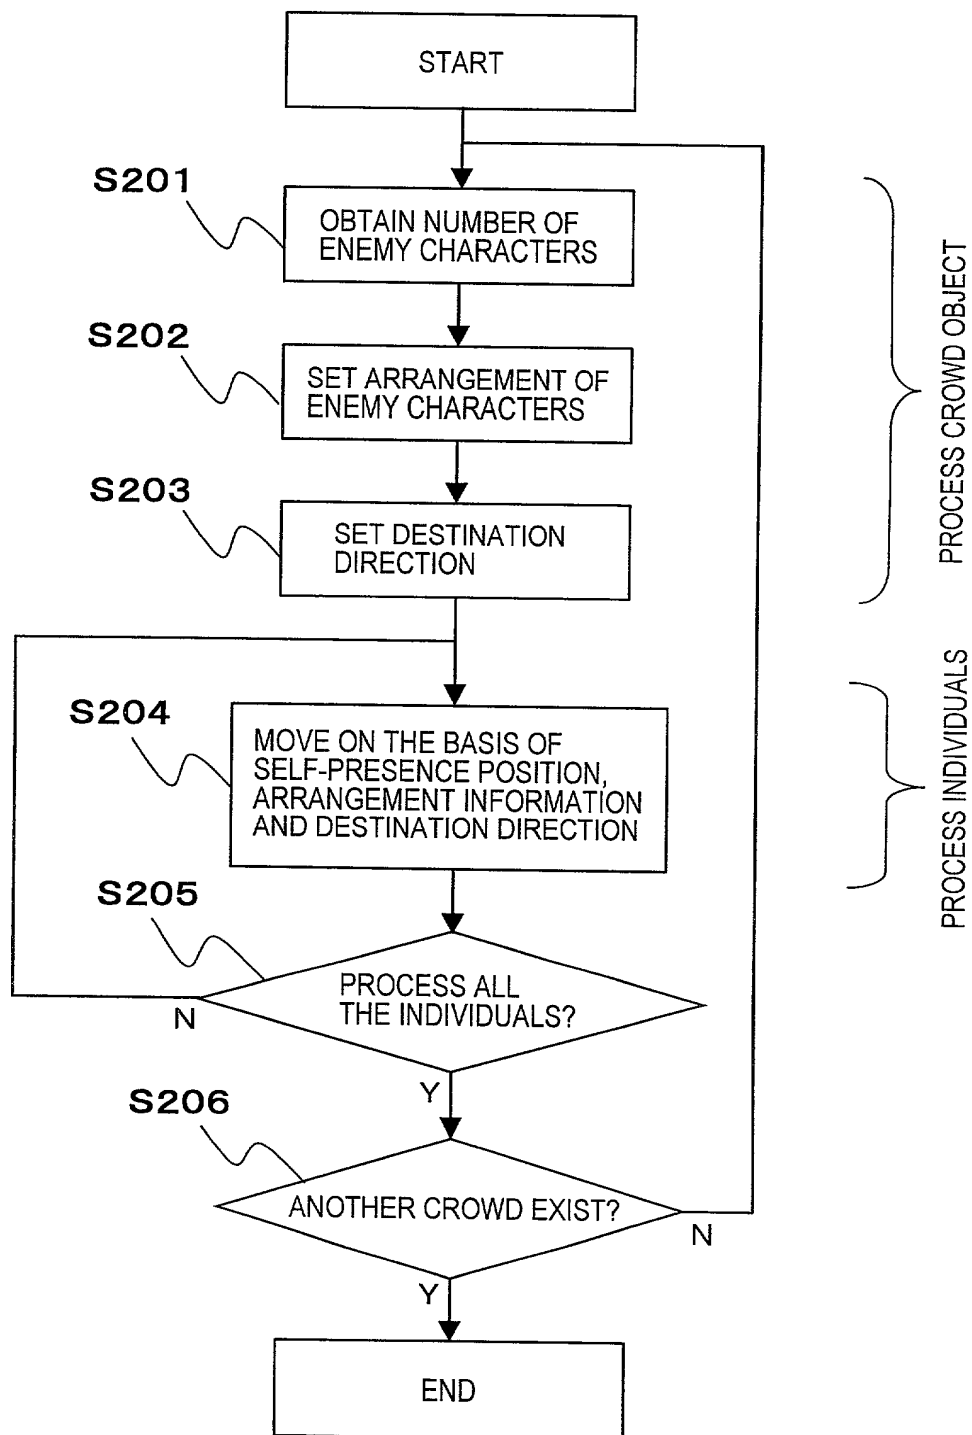 START
S201
OBTAIN NUMBER OF
ENEMY CHARACTERS
S202
SET ARRANGEMENT OF
ENEMY CHARACTERS
S203
SET DESTINATION
DIRECTION
PROCESS CROWD OBJECT
S204
MOVE ON THE BASIS OF
SELF-PRESENCE POSITION,
ARRANGEMENT INFORMATION
AND DESTINATION DIRECTION
PROCESS INDIVIDUALS
S205
PROCESS ALL
THE INDIVIDUALS?
N
Y
S206
ANOTHER CROWD EXIST?
N
Y
END